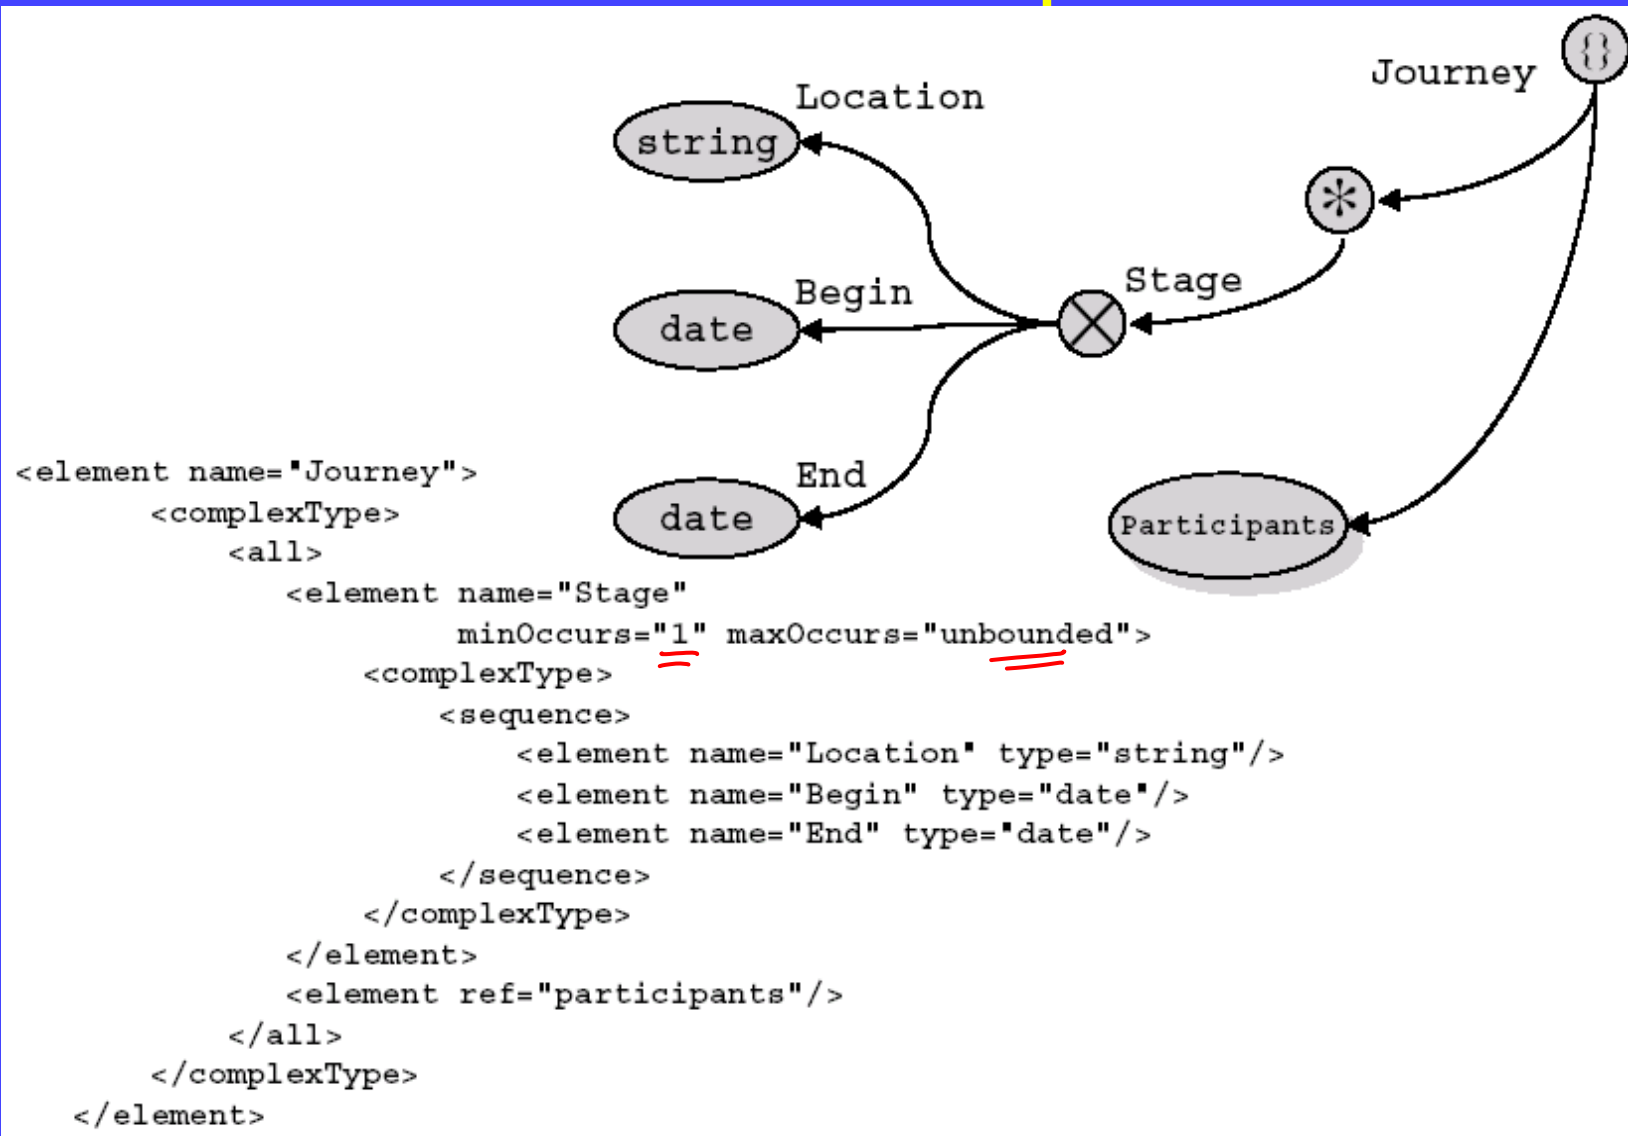 {}
Journey
Location
string
*
Stage
Begin
date
End
date
Participants
<element name="Journey">
<complexType>
<all>
<element name="Stage"
minOccurs="1" maxOccurs="unbounded">
<complexType>
<sequence>
<element name="Location" type="string"/>
<element name="Begin" type="date"/>
<element name="End" type="date"/>
</sequence>
</complexType>
</element>
<element ref="participants"/>
</all>
</complexType>
</element>